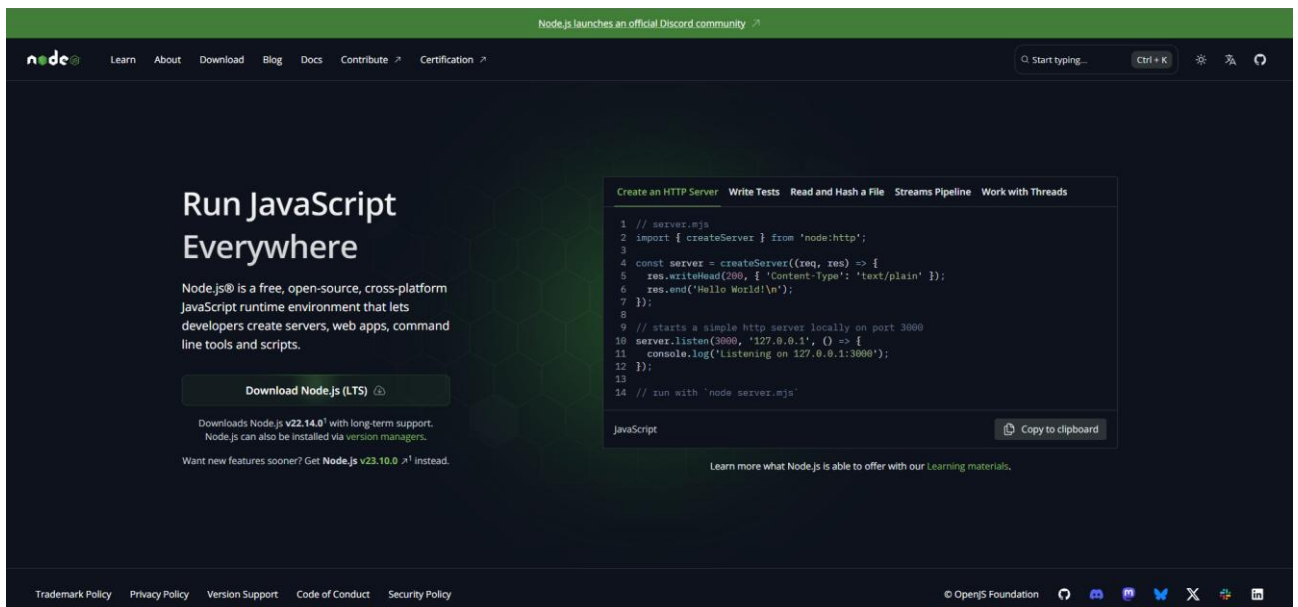 Node.js launches an official Discord community ↗
node
Learn About Download Blog Docs Contribute ↗ Certification ↗
Start typing... Ctrl + K
Run JavaScript
Everywhere
Node.js® is a free, open-source, cross-platform
JavaScript runtime environment that lets
developers create servers, web apps, command
line tools and scripts.
Download Node.js (LTS)
Downloads Node.js v22.14.0¹ with long-term support.
Node.js can also be installed via version managers.
Want new features sooner? Get Node.js v23.10.0 ↗¹ instead.
Create an HTTP Server Write Tests Read and Hash a File Streams Pipeline Work with Threads
1 // server.mjs
2 import { createServer } from 'node:http';
3
4 const server = createServer((req, res) => {
5   res.writeHead(200, { 'Content-Type': 'text/plain' });
6   res.end('Hello World!\n');
7 });
8
9 // starts a simple http server locally on port 3000
10 server.listen(3000, '127.0.0.1', () => {
11   console.log('Listening on 127.0.0.1:3000');
12 });
13
14 // run with `node server.mjs`
JavaScript Copy to clipboard
Learn more what Node.js is able to offer with our Learning materials.
Trademark Policy Privacy Policy Version Support Code of Conduct Security Policy
© OpenJS Foundation